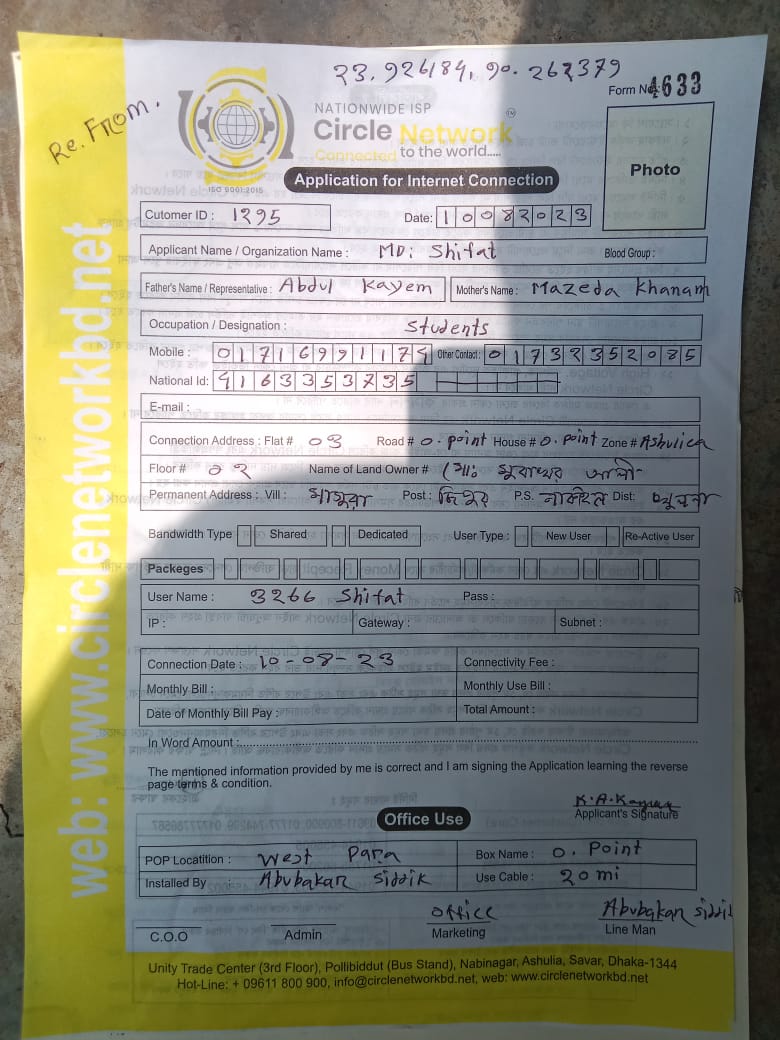 23.926184, 90.262379
Form No: 4633
Re. From.
NATIONWIDE ISP
Circle Network TM
Connected to the world.....
ISO 9001:2015
Application for Internet Connection
Photo
Cutomer ID : 1295 Date: 10082023
Applicant Name / Organization Name : MD: Shifat Blood Group :
Father's Name / Representative : Abdul Kayem Mother's Name : Mazeda Khanam
Occupation / Designation : Students
Mobile : 01716991175 Other Contact : 01732352085
National Id: 9163353735
E-mail :
Connection Address : Flat # 03 Road # 0. point House # 0. point Zone # Ashulica
Floor # 02 Name of Land Owner # মোঃ আলী
Permanent Address : Vill : Post : P.S. Dist:
Bandwidth Type Shared Dedicated User Type : New User Re-Active User
Packeges
User Name : 3266 Shifat Pass :
IP : Gateway : Subnet :
Connection Date : 10-08-23 Connectivity Fee :
Monthly Bill : Monthly Use Bill :
Date of Monthly Bill Pay : Total Amount :
In Word Amount :
The mentioned information provided by me is correct and I am signing the Application learning the reverse
page terms & condition.
K.A.Kayem
Applicant's Signature
Office Use
POP Locatition : West Para Box Name : 0. Point
Installed By : Abubakar Siddik Use Cable : 20 mi
office Abubakar siddik
C.O.O Admin Marketing Line Man
Unity Trade Center (3rd Floor), Pollibiddut (Bus Stand), Nabinagar, Ashulia, Savar, Dhaka-1344
Hot-Line: + 09611 800 900, info@circlenetworkbd.net, web: www.circlenetworkbd.net
web: www.circlenetworkbd.net